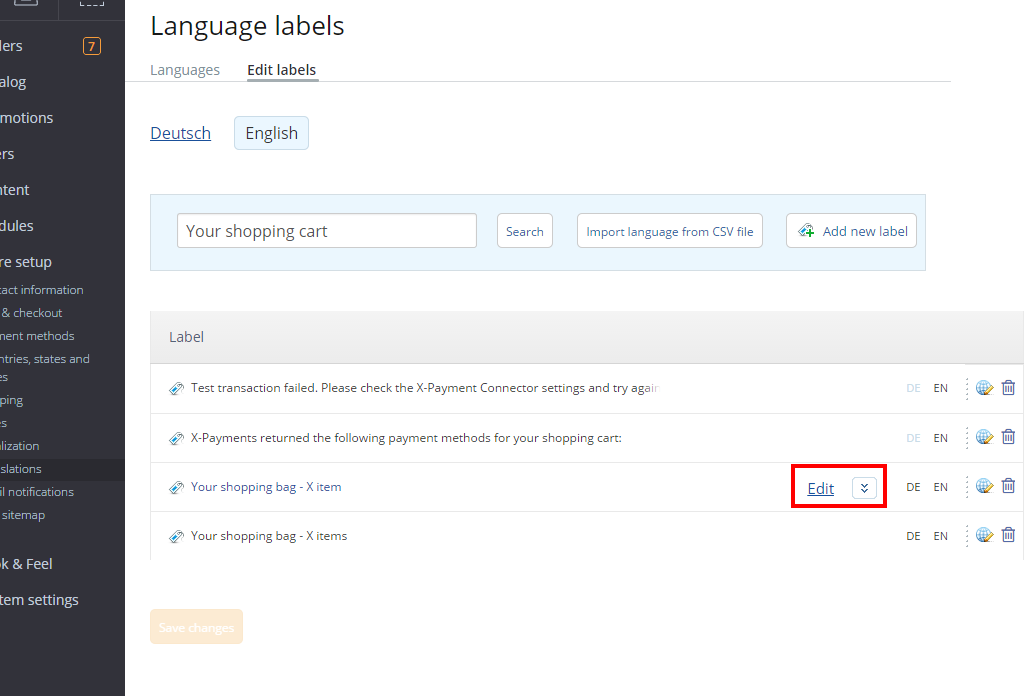 Language labels
ders
7
Languages
Edit labels
alog
motions
Deutsch
English
ers
ntent
dules
Your shopping cart
Search
Import language from CSV file
Add new label
re setup
tact information
& checkout
ment methods
ntries, states and
es
Label
Test transaction failed. Please check the X-Payment Connector settings and try again
DE EN
ping
es
X-Payments returned the following payment methods for your shopping cart:
DE EN
lization
slations
Your shopping bag - X item
Edit
DE EN
il notifications
sitemap
Your shopping bag - X items
DE EN
k & Feel
tem settings
Save changes